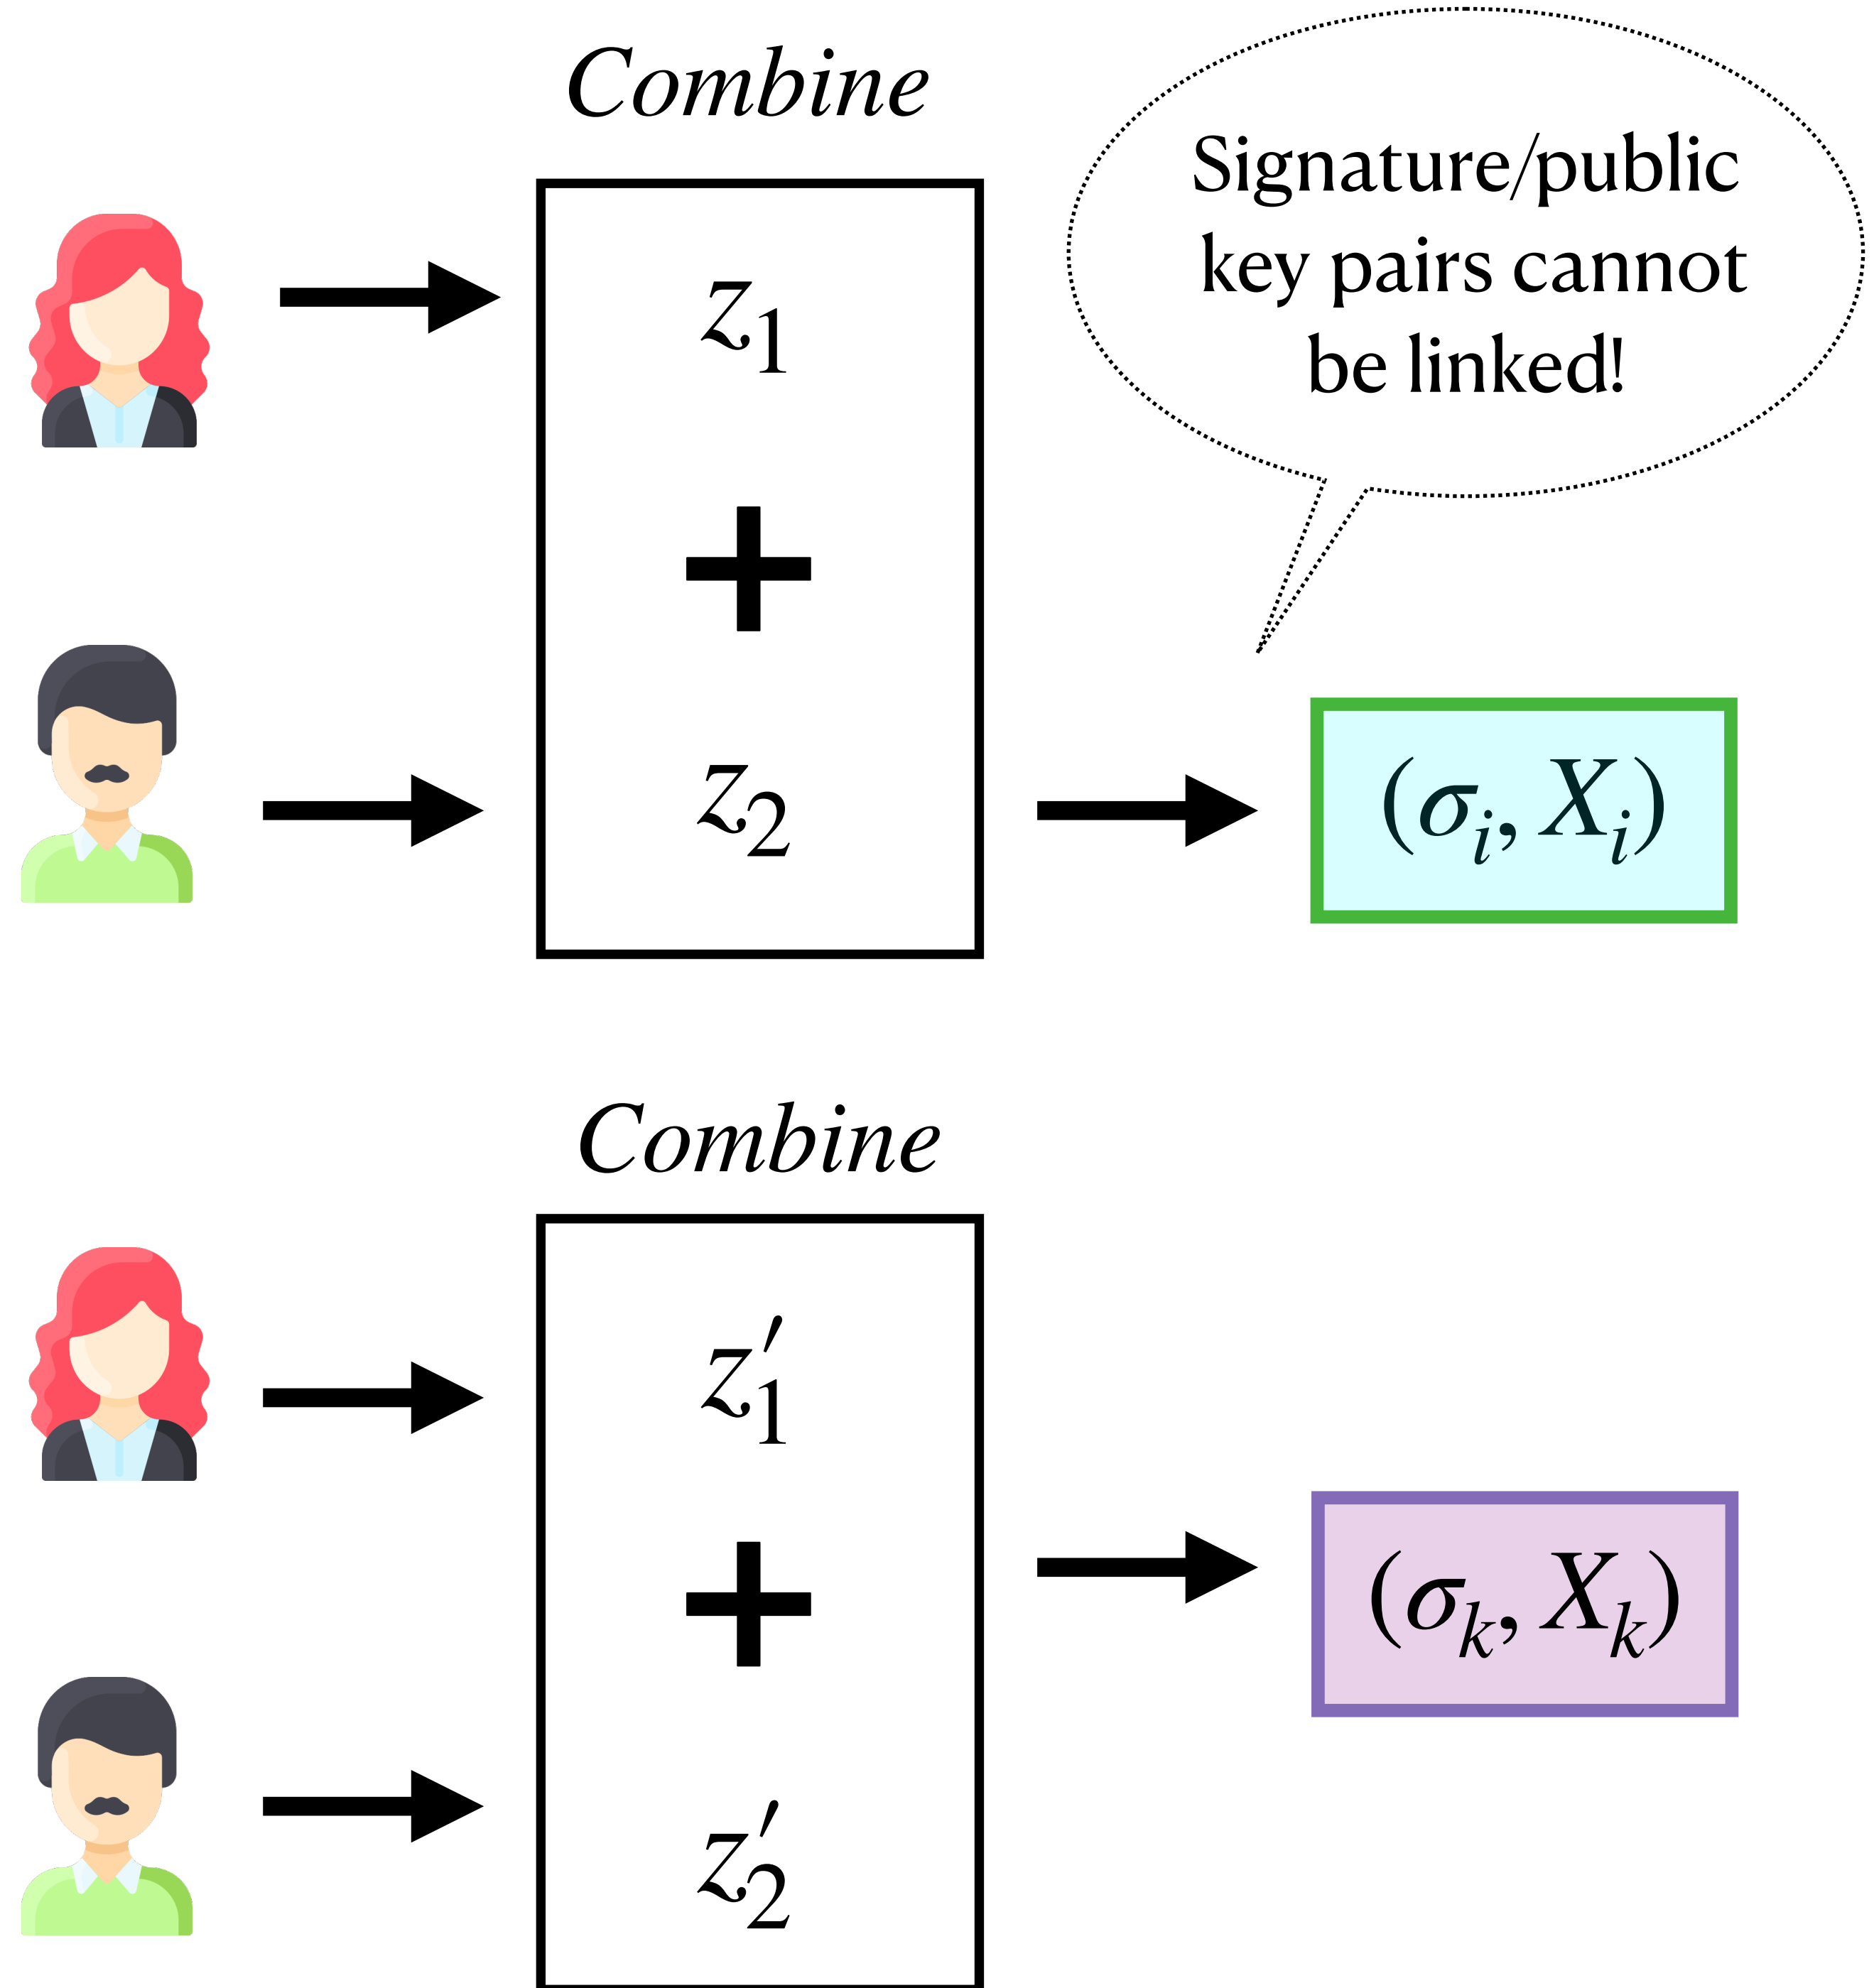 Combine
Signature/public
key pairs cannot
be linked!
z₁
+
z₂
(σᵢ, Xᵢ)
Combine
z′₁
+
z′₂
(σₖ, Xₖ)